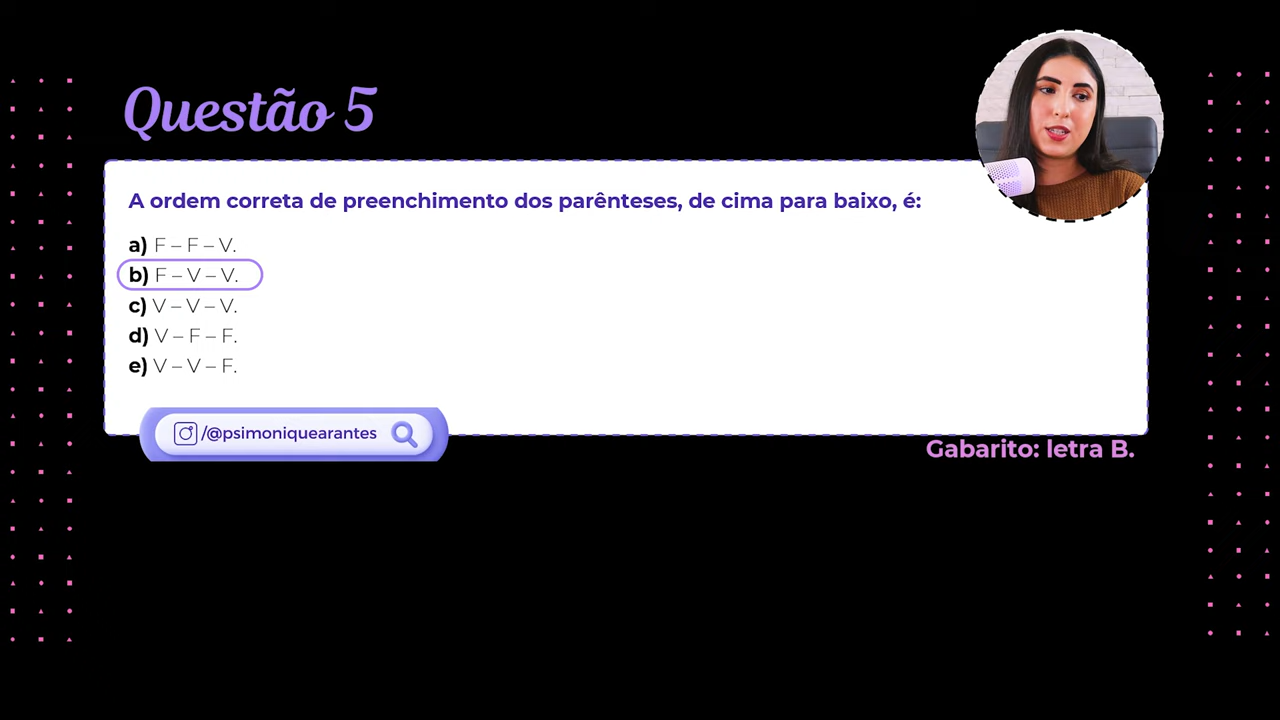 Questão 5
A ordem correta de preenchimento dos parênteses, de cima para baixo, é:
a) F – F – V.
b) F – V – V.
c) V – V – V.
d) V – F – F.
e) V – V – F.
/@psimoniquearantes
Gabarito: letra B.